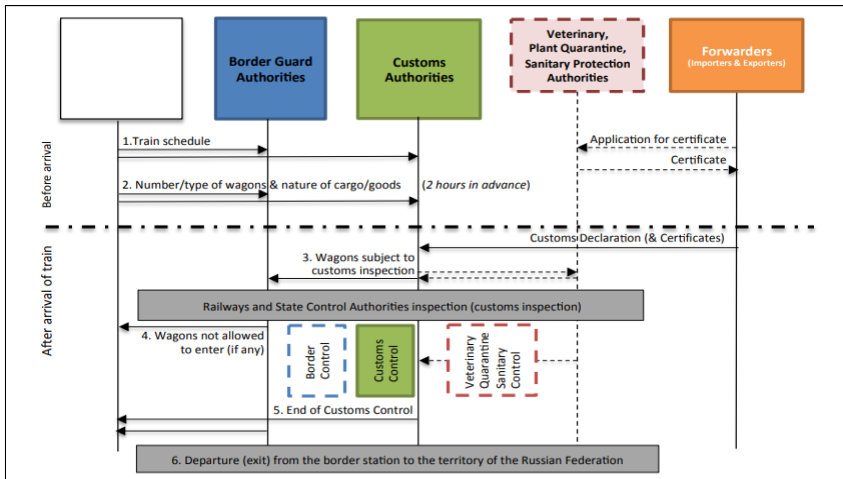 Border Guard
Authorities
Customs
Authorities
Veterinary,
Plant Quarantine,
Sanitary Protection
Authorities
Forwarders
(Importers & Exporters)
Before arrival
1.Train schedule
Application for certificate
Certificate
2. Number/type of wagons & nature of cargo/goods (2 hours in advance)
After arrival of train
Customs Declaration (& Certificates)
3. Wagons subject to
customs inspection
Railways and State Control Authorities inspection (customs inspection)
4. Wagons not allowed
to enter (if any)
Border
Control
Customs
Control
Veterinary
Quarantine
Sanitary
Control
5. End of Customs Control
6. Departure (exit) from the border station to the territory of the Russian Federation